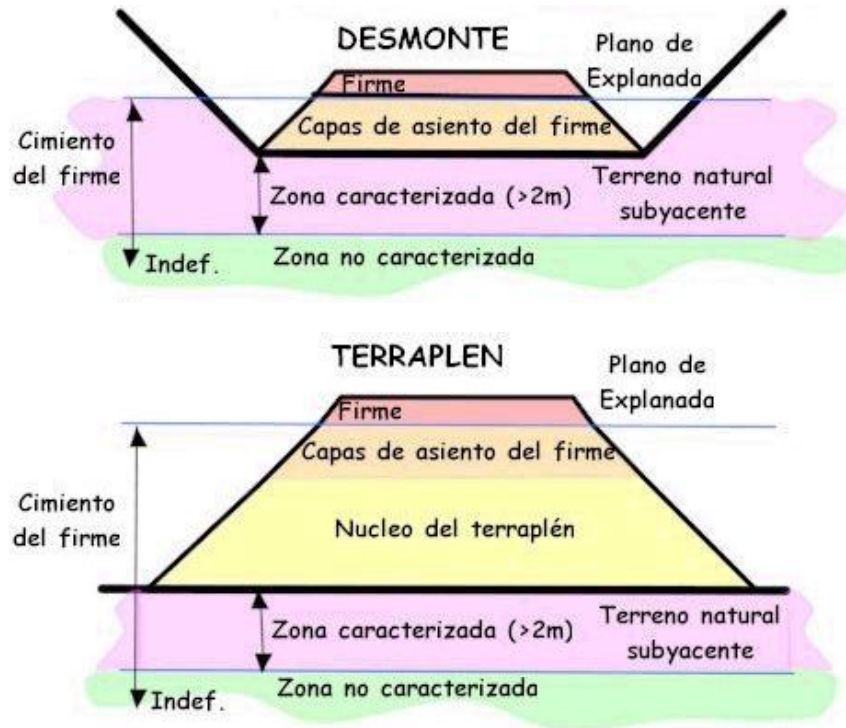 DESMONTE
Plano de
Explanada
Firme
Capas de asiento del firme
Cimiento
del firme
Zona caracterizada (>2m)
Terreno natural
subyacente
Indef.
Zona no caracterizada
TERRAPLEN
Plano de
Explanada
Firme
Capas de asiento del firme
Cimiento
del firme
Nucleo del terraplén
Zona caracterizada (>2m)
Terreno natural
subyacente
Indef.
Zona no caracterizada